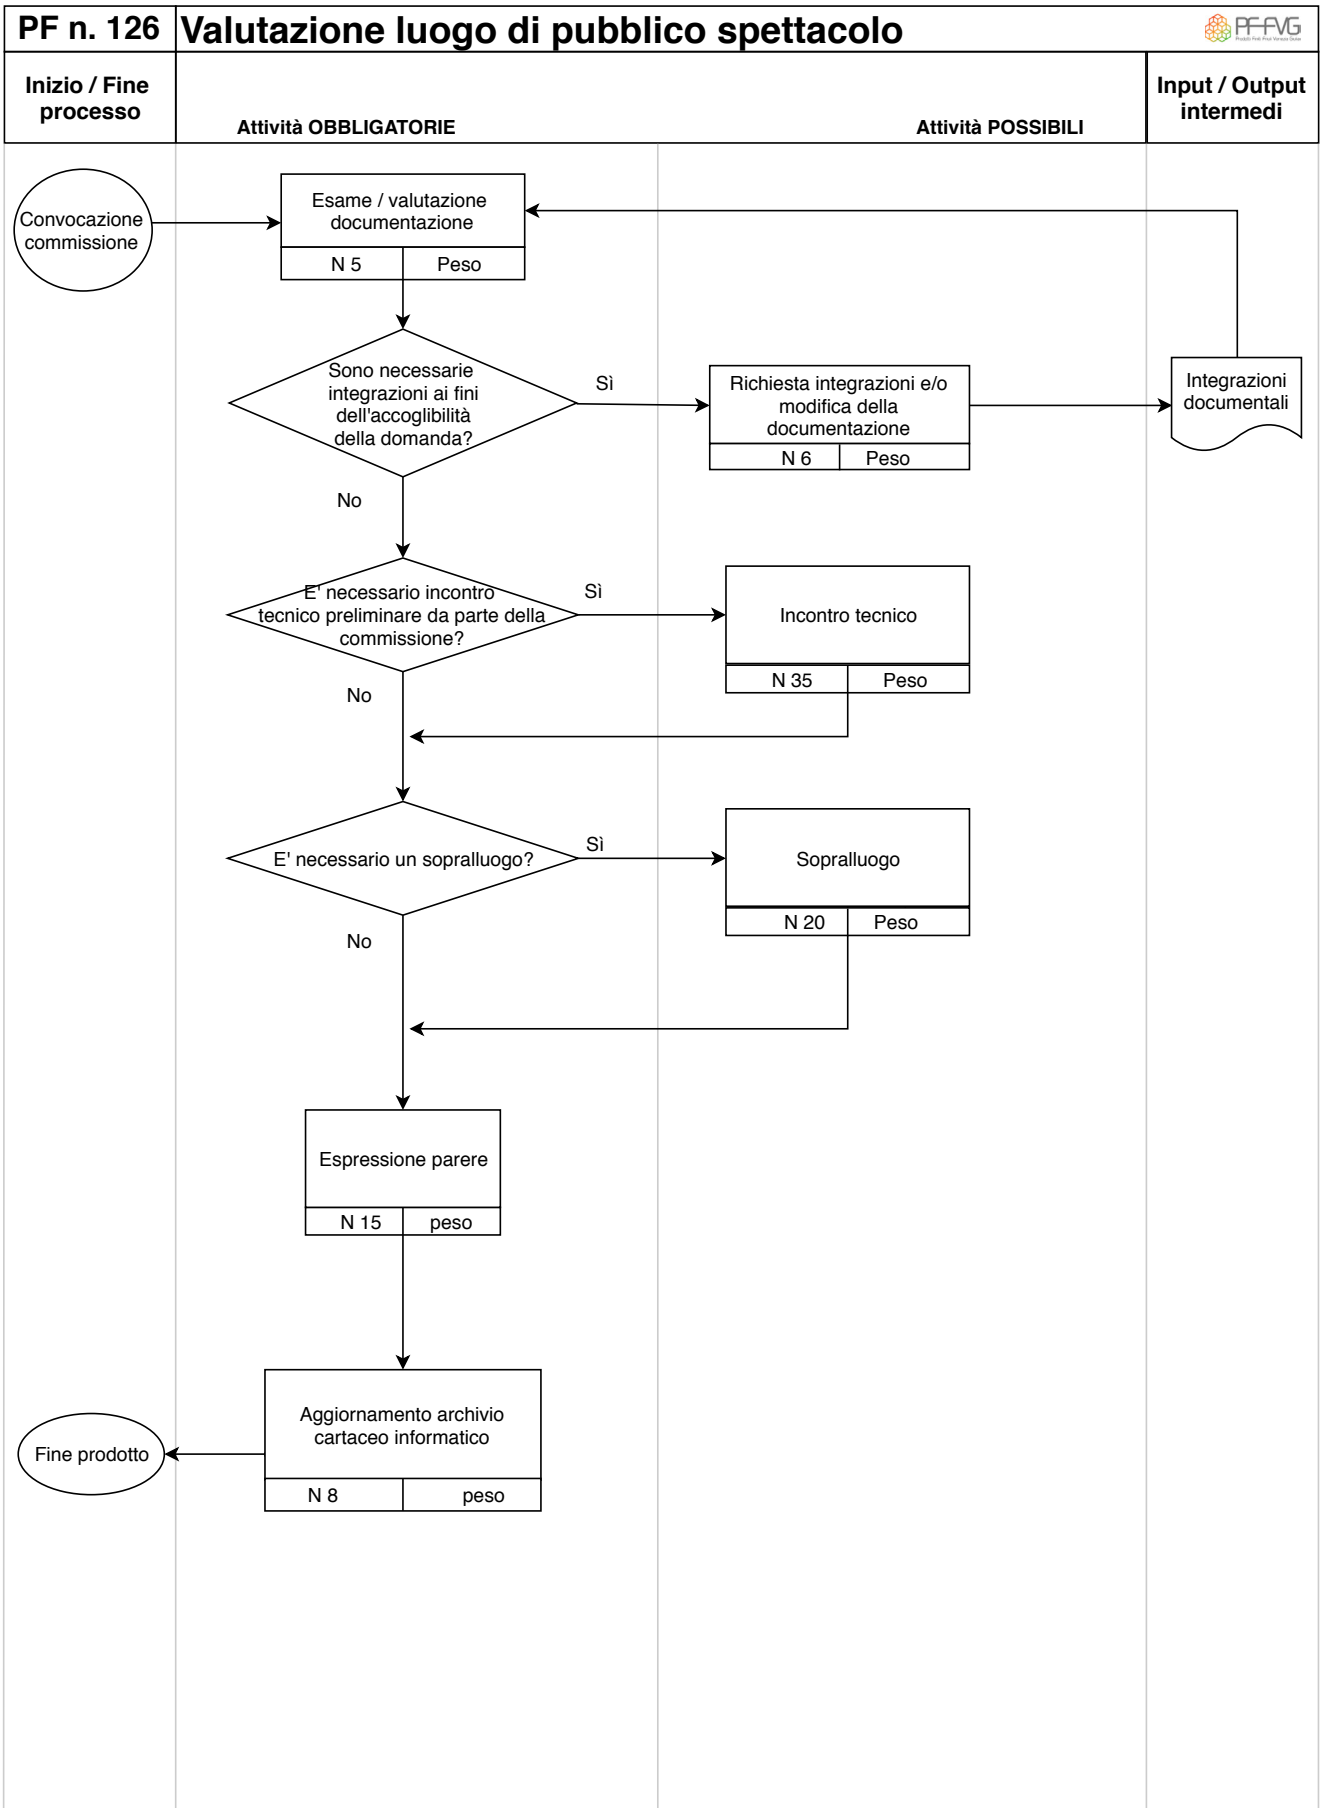 PF n. 126
Valutazione luogo di pubblico spettacolo
PF-FVG
Inizio / Fine
processo
Attività OBBLIGATORIE
Attività POSSIBILI
Input / Output
intermedi
Convocazione
commissione
Esame / valutazione
documentazione
N 5
Peso
Sono necessarie
integrazioni ai fini
dell'accoglibilità
della domanda?
Sì
Richiesta integrazioni e/o
modifica della
documentazione
N 6
Peso
Integrazioni
documentali
No
E' necessario incontro
tecnico preliminare da parte della
commissione?
Sì
Incontro tecnico
N 35
Peso
No
E' necessario un sopralluogo?
Sì
Sopralluogo
N 20
Peso
No
Espressione parere
N 15
peso
Aggiornamento archivio
cartaceo informatico
N 8
peso
Fine prodotto